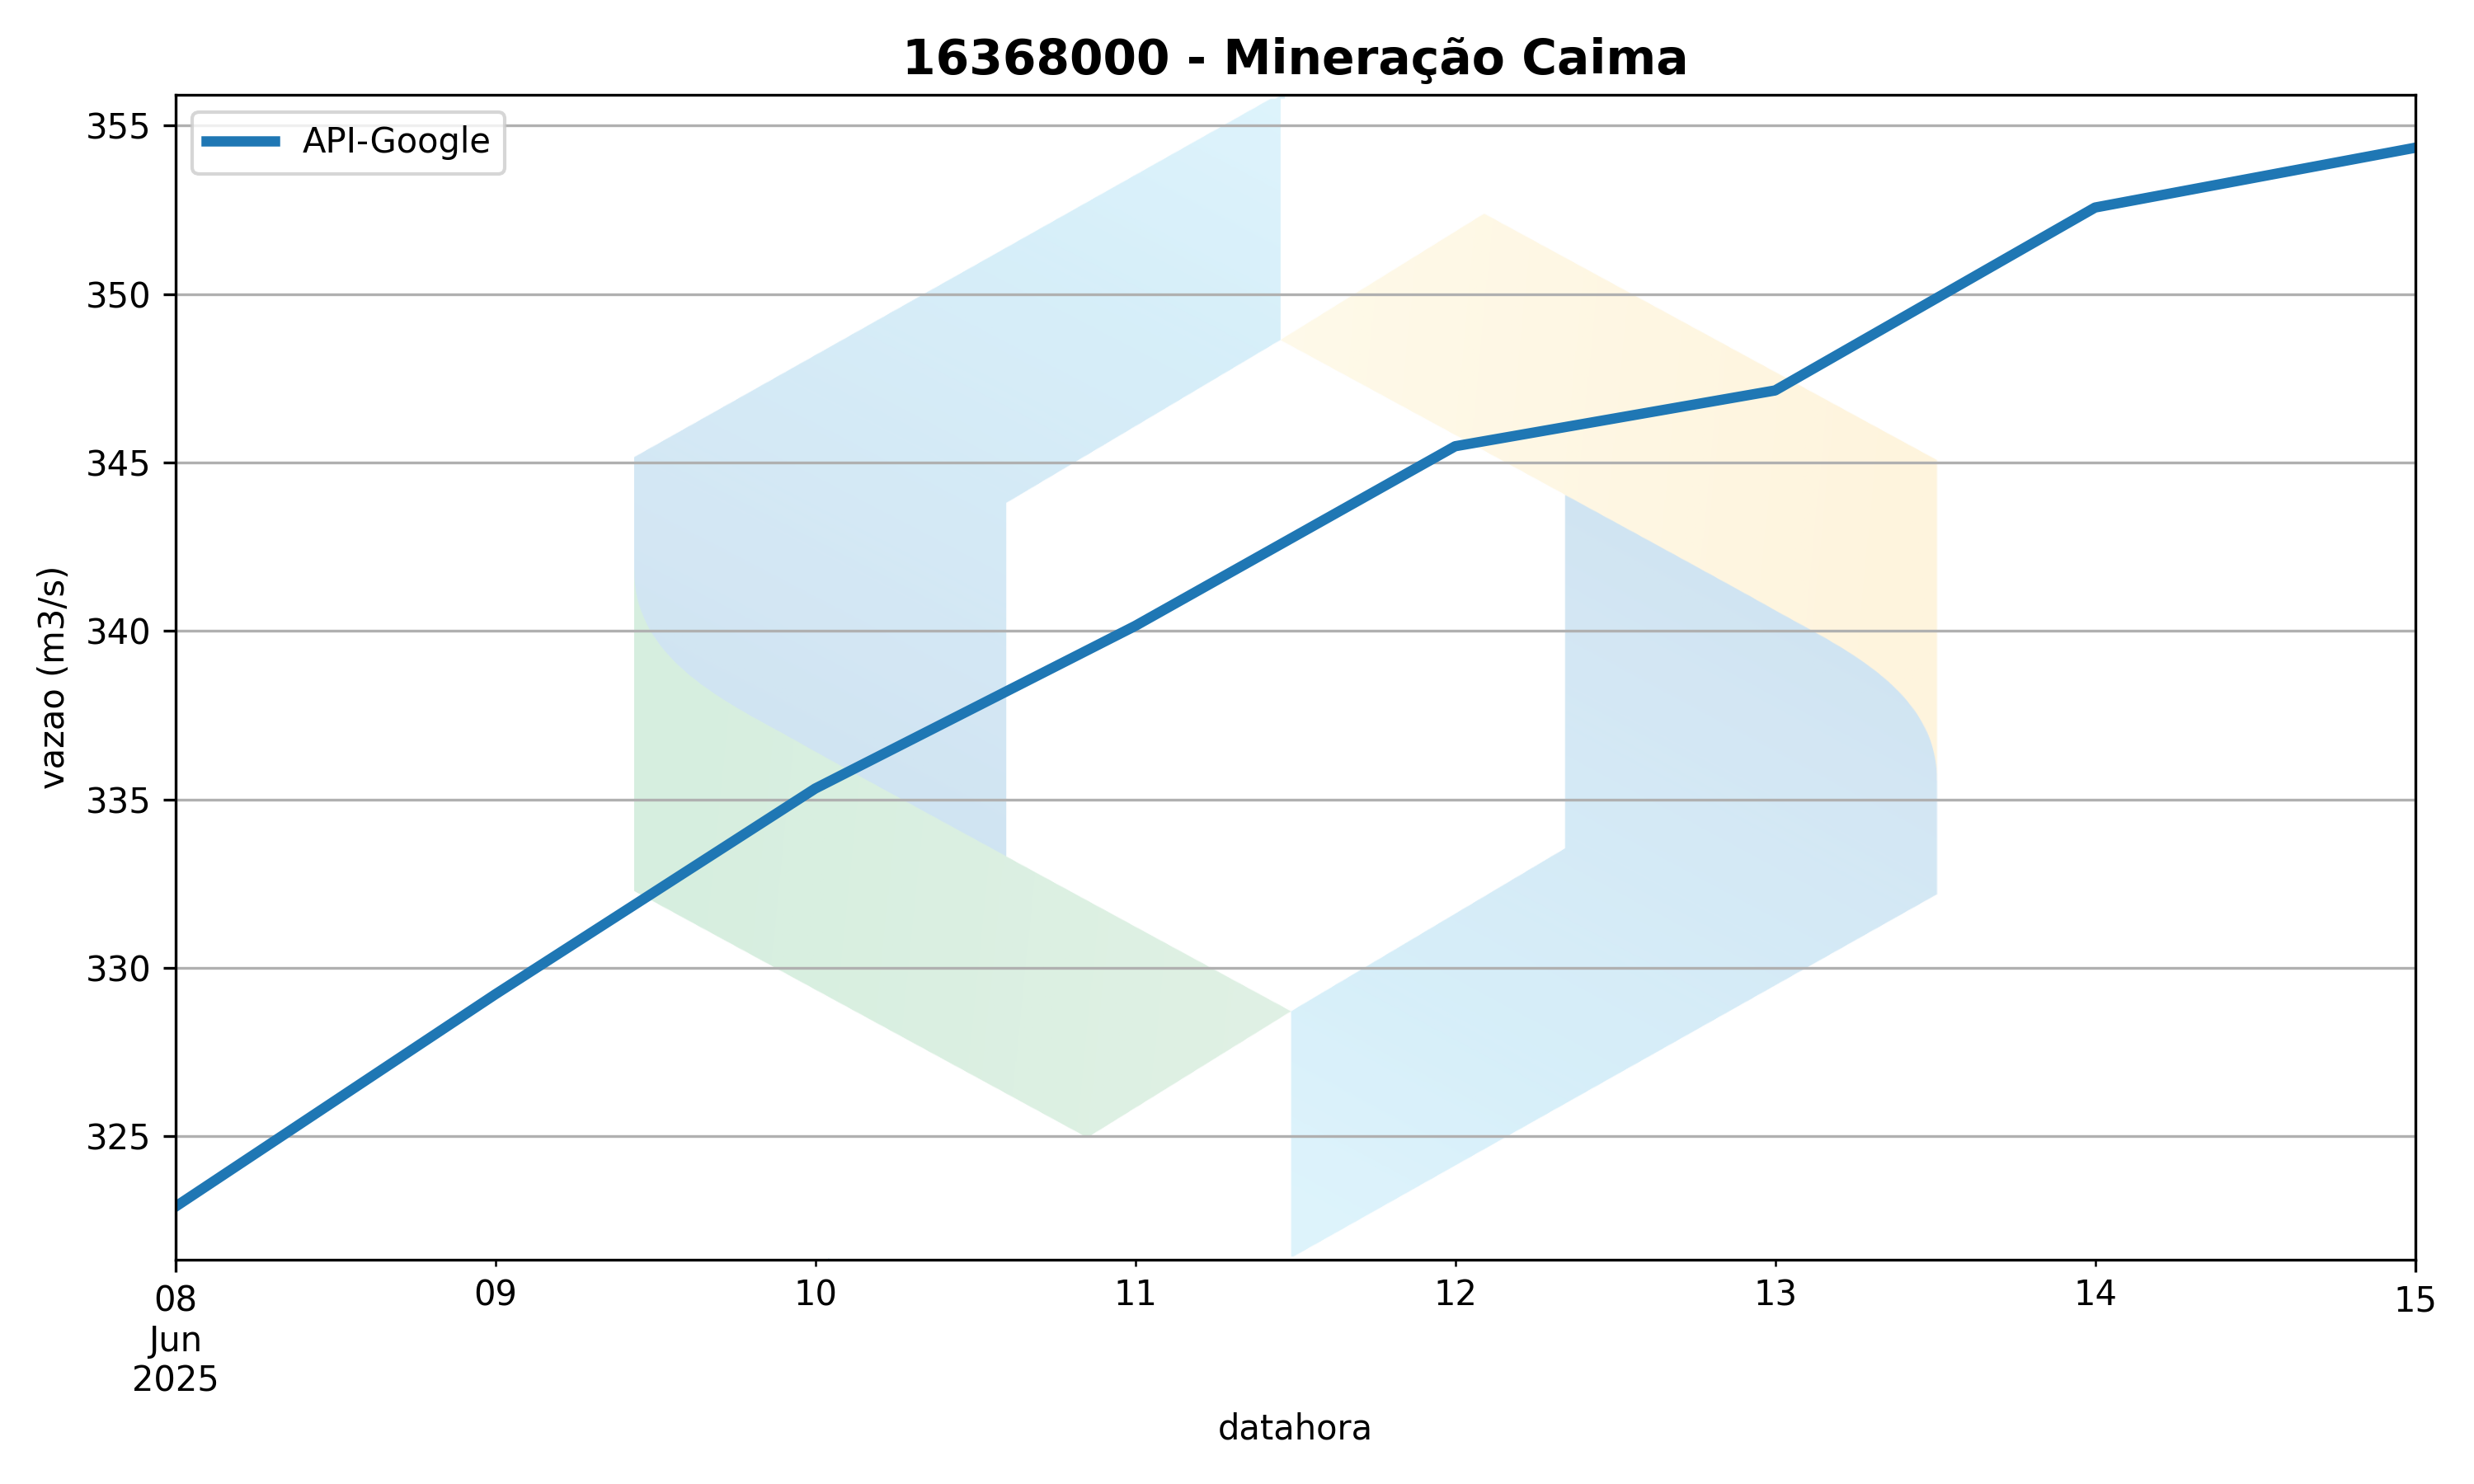 16368000 - Mineração Caima
API-Google
355
350
345
340
335
330
325
vazao (m3/s)
08 09 10 11 12 13 14 15
Jun
2025
datahora